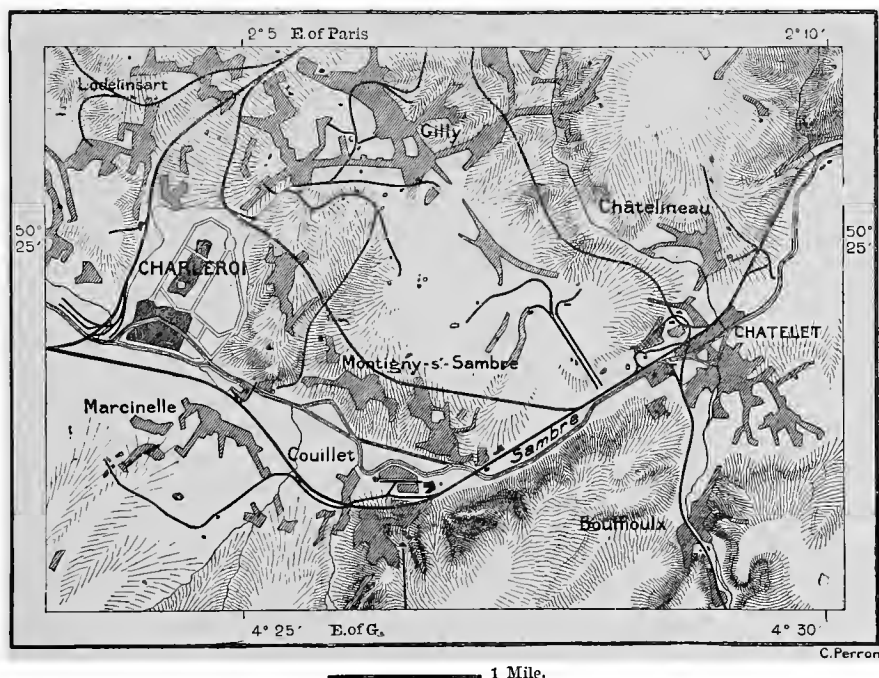 2° 5 E. of Paris 2° 10
Lodelinsart
Gilly
Châtelineau
50° 25'
50° 25'
CHARLEROI
CHATELET
Montigny-s-Sambre
Marcinelle
Sambre
Couillet
Bouffioulx
4° 25' E. of G. 4° 30
C. Perron
1 Mile.